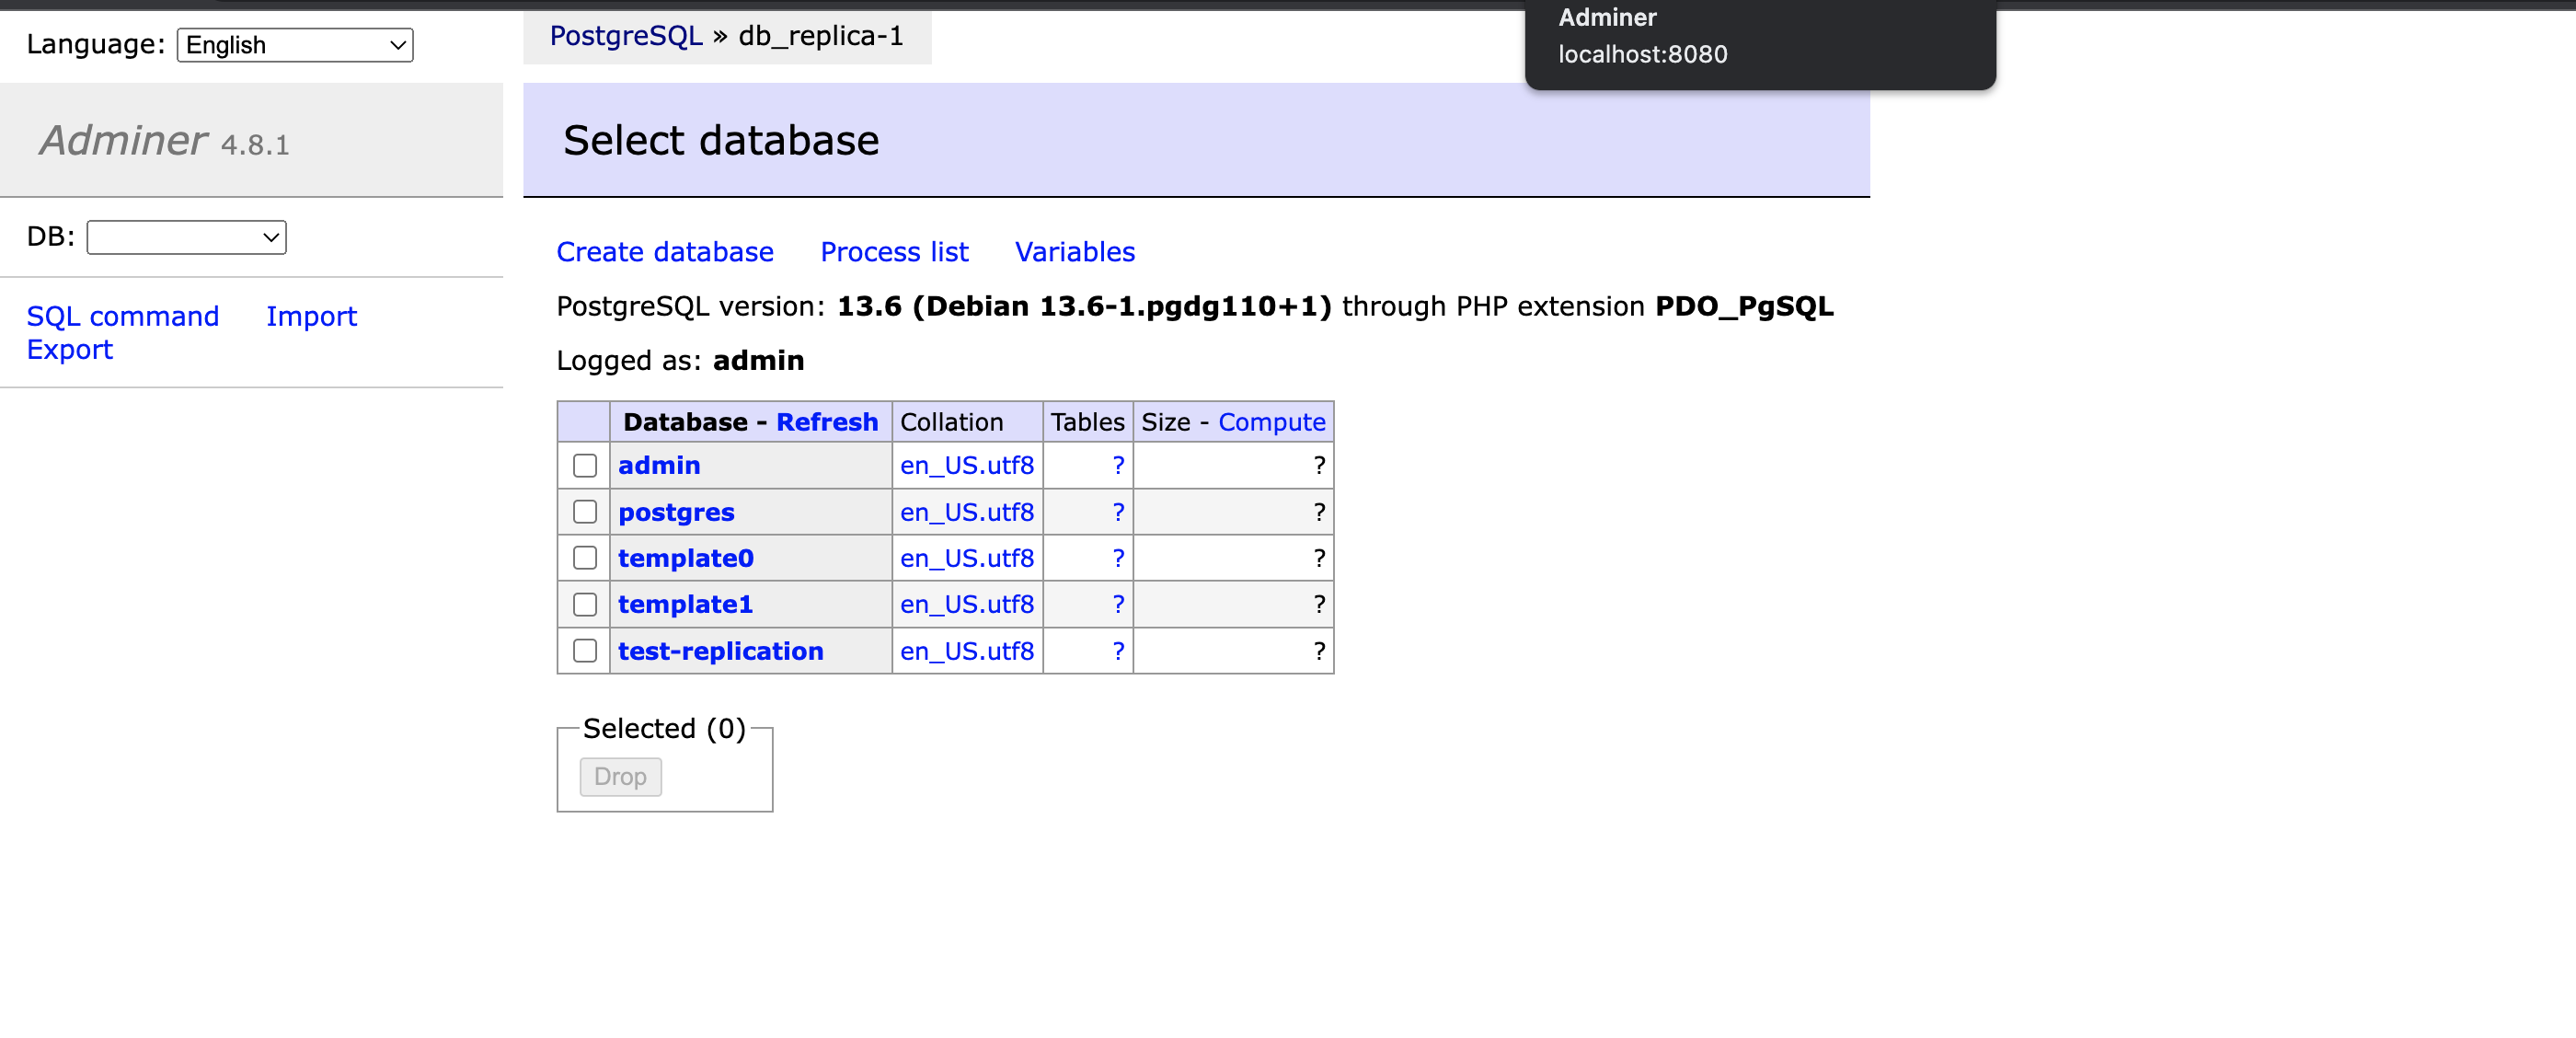 Adminer
localhost:8080
Language: English
PostgreSQL » db_replica-1
Adminer 4.8.1
Select database
DB:
SQL command Import
Export
Create database Process list Variables
PostgreSQL version: 13.6 (Debian 13.6-1.pgdg110+1) through PHP extension PDO_PgSQL
Logged as: admin
Database - Refresh Collation Tables Size - Compute
admin en_US.utf8 ? ?
postgres en_US.utf8 ? ?
template0 en_US.utf8 ? ?
template1 en_US.utf8 ? ?
test-replication en_US.utf8 ? ?
Selected (0)
Drop